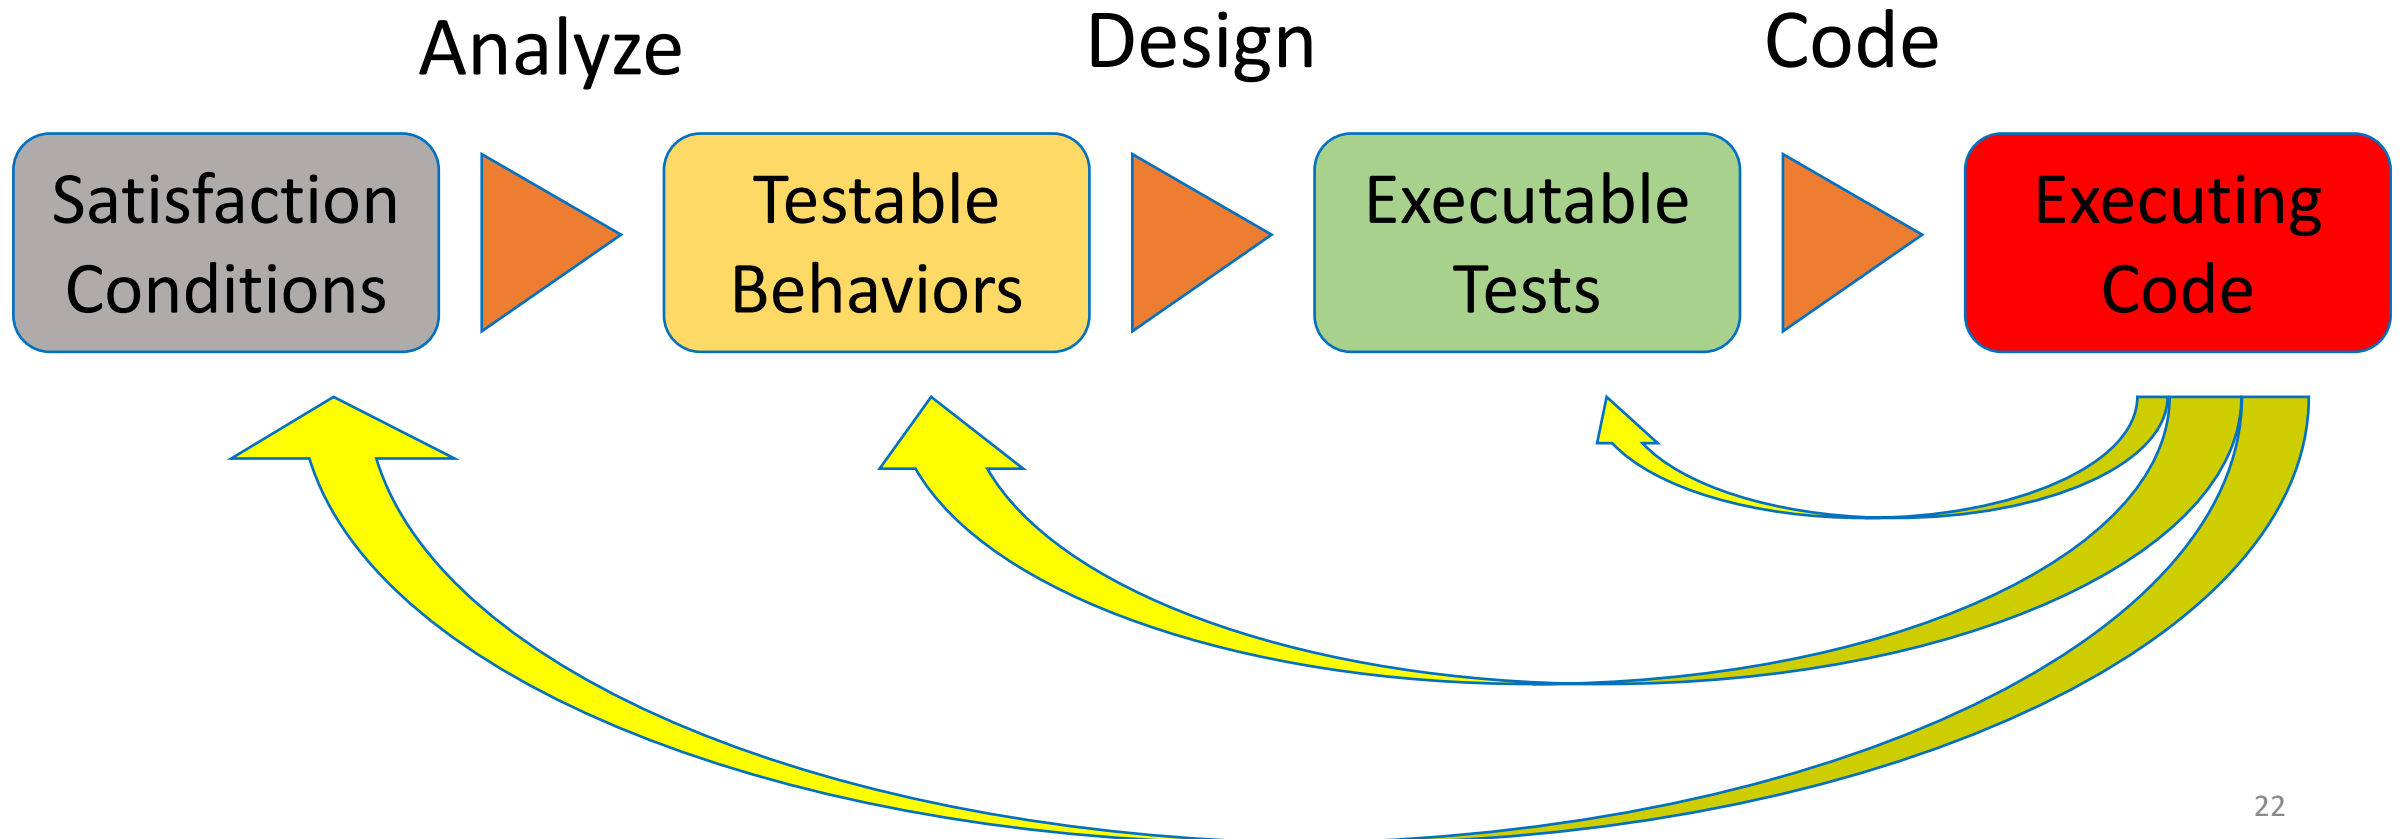 Analyze
Design
Code
Satisfaction
Conditions
Testable
Behaviors
Executable
Tests
Executing
Code
22